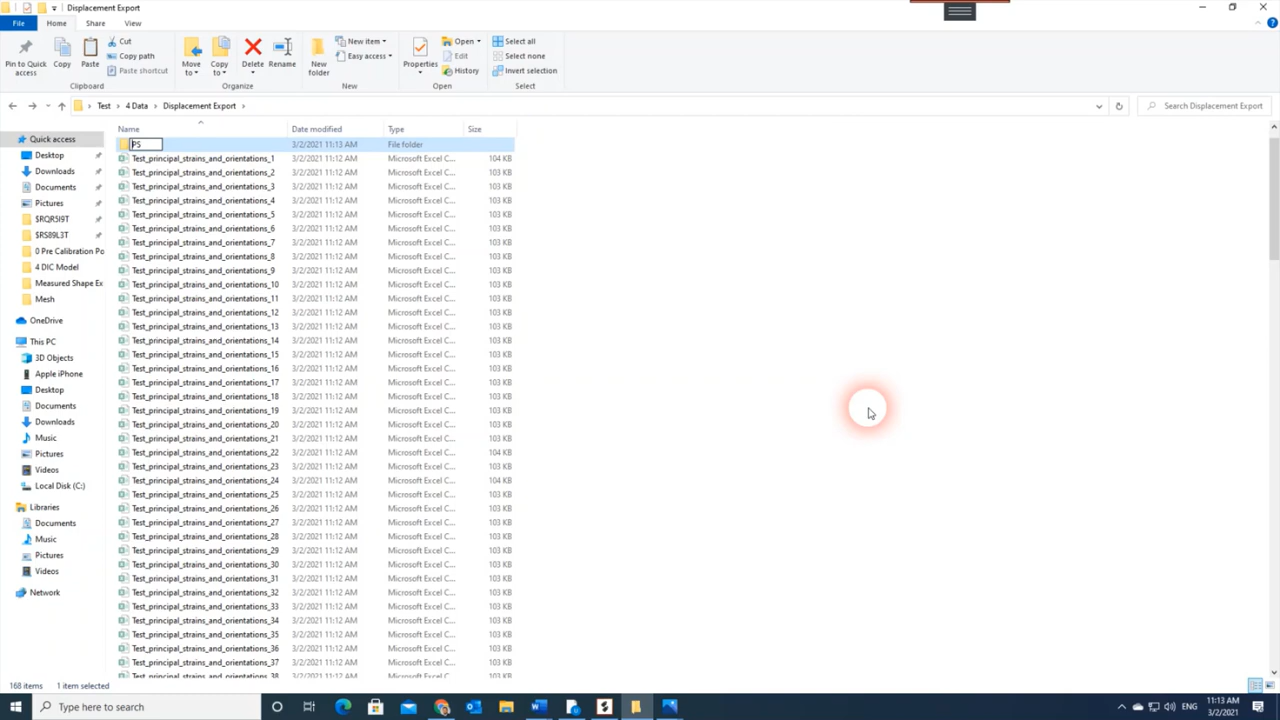 Displacement Export
File
Home
Share
View
Pin to Quick access
Copy
Paste
Cut
Copy path
Paste shortcut
Clipboard
Move to
Copy to
Delete
Rename
Organize
New folder
New item
Easy access
New
Properties
Open
Edit
History
Open
Select all
Select none
Invert selection
Select
Test > 4 Data > Displacement Export >
Search Displacement Export
Name Date modified Type Size
Quick access
Desktop
Downloads
Documents
Pictures
$RQR5I9T
$RS89L3T
0 Pre Calibration Po
4 DIC Model
Measured Shape Ex
Mesh
OneDrive
This PC
3D Objects
Apple iPhone
Desktop
Documents
Downloads
Music
Pictures
Videos
Local Disk (C:)
Libraries
Documents
Music
Pictures
Videos
Network
PS 3/2/2021 11:13 AM File folder
Test_principal_strains_and_orientations_1 3/2/2021 11:12 AM Microsoft Excel C... 104 KB
Test_principal_strains_and_orientations_2 3/2/2021 11:12 AM Microsoft Excel C... 103 KB
Test_principal_strains_and_orientations_3 3/2/2021 11:12 AM Microsoft Excel C... 103 KB
Test_principal_strains_and_orientations_4 3/2/2021 11:12 AM Microsoft Excel C... 103 KB
Test_principal_strains_and_orientations_5 3/2/2021 11:12 AM Microsoft Excel C... 103 KB
Test_principal_strains_and_orientations_6 3/2/2021 11:12 AM Microsoft Excel C... 103 KB
Test_principal_strains_and_orientations_7 3/2/2021 11:12 AM Microsoft Excel C... 103 KB
Test_principal_strains_and_orientations_8 3/2/2021 11:12 AM Microsoft Excel C... 103 KB
Test_principal_strains_and_orientations_9 3/2/2021 11:12 AM Microsoft Excel C... 103 KB
Test_principal_strains_and_orientations_10 3/2/2021 11:12 AM Microsoft Excel C... 103 KB
Test_principal_strains_and_orientations_11 3/2/2021 11:12 AM Microsoft Excel C... 103 KB
Test_principal_strains_and_orientations_12 3/2/2021 11:12 AM Microsoft Excel C... 103 KB
Test_principal_strains_and_orientations_13 3/2/2021 11:12 AM Microsoft Excel C... 103 KB
Test_principal_strains_and_orientations_14 3/2/2021 11:12 AM Microsoft Excel C... 103 KB
Test_principal_strains_and_orientations_15 3/2/2021 11:12 AM Microsoft Excel C... 103 KB
Test_principal_strains_and_orientations_16 3/2/2021 11:12 AM Microsoft Excel C... 103 KB
Test_principal_strains_and_orientations_17 3/2/2021 11:12 AM Microsoft Excel C... 103 KB
Test_principal_strains_and_orientations_18 3/2/2021 11:12 AM Microsoft Excel C... 103 KB
Test_principal_strains_and_orientations_19 3/2/2021 11:12 AM Microsoft Excel C... 103 KB
Test_principal_strains_and_orientations_20 3/2/2021 11:12 AM Microsoft Excel C... 103 KB
Test_principal_strains_and_orientations_21 3/2/2021 11:12 AM Microsoft Excel C... 103 KB
Test_principal_strains_and_orientations_22 3/2/2021 11:12 AM Microsoft Excel C... 104 KB
Test_principal_strains_and_orientations_23 3/2/2021 11:12 AM Microsoft Excel C... 103 KB
Test_principal_strains_and_orientations_24 3/2/2021 11:12 AM Microsoft Excel C... 104 KB
Test_principal_strains_and_orientations_25 3/2/2021 11:12 AM Microsoft Excel C... 103 KB
Test_principal_strains_and_orientations_26 3/2/2021 11:12 AM Microsoft Excel C... 103 KB
Test_principal_strains_and_orientations_27 3/2/2021 11:12 AM Microsoft Excel C... 103 KB
Test_principal_strains_and_orientations_28 3/2/2021 11:12 AM Microsoft Excel C... 103 KB
Test_principal_strains_and_orientations_29 3/2/2021 11:12 AM Microsoft Excel C... 103 KB
Test_principal_strains_and_orientations_30 3/2/2021 11:12 AM Microsoft Excel C... 103 KB
Test_principal_strains_and_orientations_31 3/2/2021 11:12 AM Microsoft Excel C... 103 KB
Test_principal_strains_and_orientations_32 3/2/2021 11:12 AM Microsoft Excel C... 103 KB
Test_principal_strains_and_orientations_33 3/2/2021 11:12 AM Microsoft Excel C... 103 KB
Test_principal_strains_and_orientations_34 3/2/2021 11:12 AM Microsoft Excel C... 103 KB
Test_principal_strains_and_orientations_35 3/2/2021 11:12 AM Microsoft Excel C... 103 KB
Test_principal_strains_and_orientations_36 3/2/2021 11:12 AM Microsoft Excel C... 103 KB
Test_principal_strains_and_orientations_37 3/2/2021 11:12 AM Microsoft Excel C... 103 KB
Test_principal_strains_and_orientations_38 3/2/2021 11:12 AM Microsoft Excel C... 103 KB
168 items 1 item selected
Type here to search
ENG
11:13 AM
3/2/2021